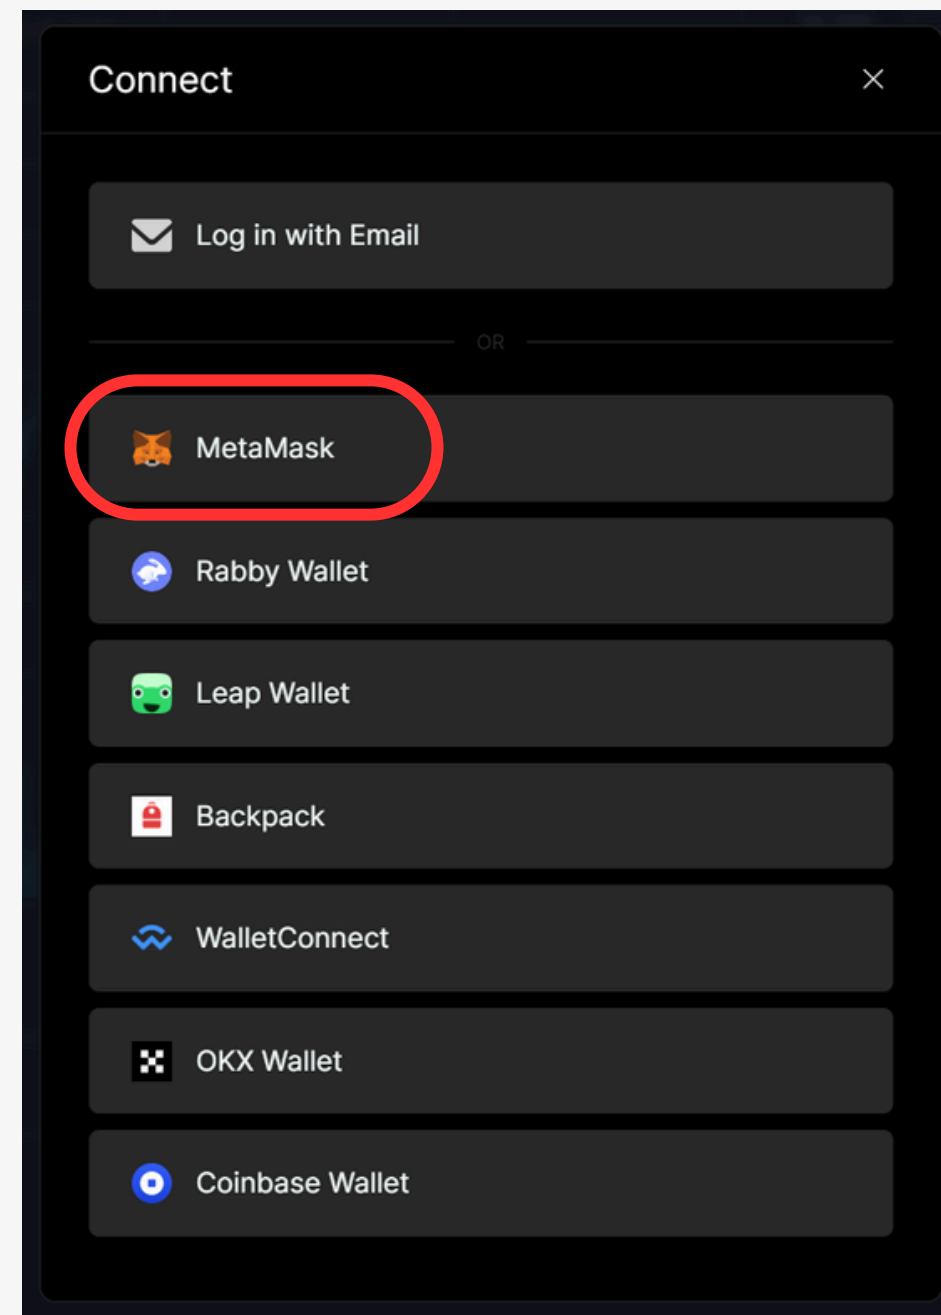 Connect
Log in with Email
OR
MetaMask
Rabby Wallet
Leap Wallet
Backpack
WalletConnect
OKX Wallet
Coinbase Wallet